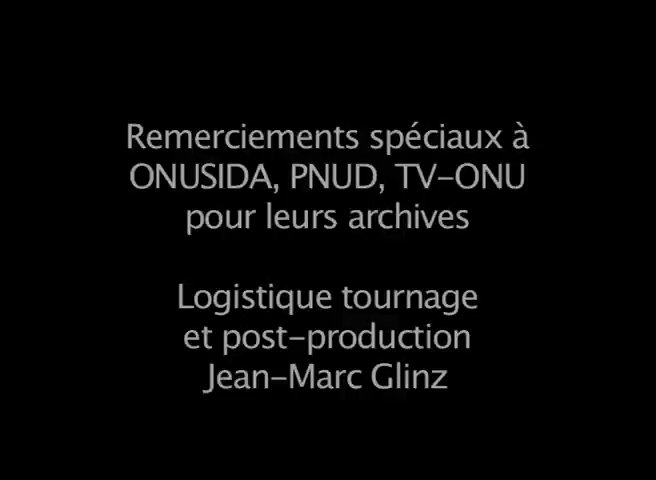 Remerciements spéciaux à
ONUSIDA, PNUD, TV-ONU
pour leurs archives
Logistique tournage
et post-production
Jean-Marc Glinz